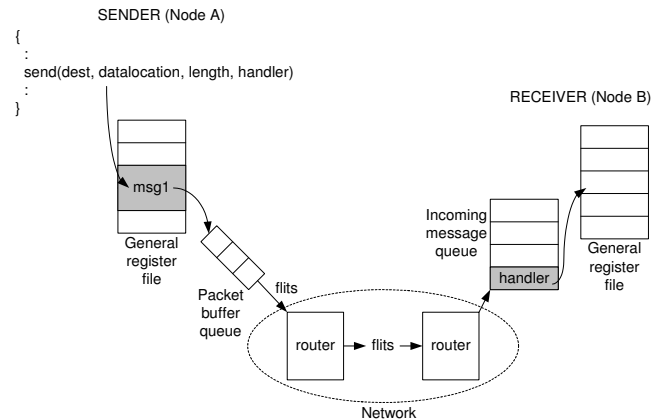 SENDER (Node A)
{
:
send(dest, datalocation, length, handler)
:
}
RECEIVER (Node B)
msg1
General
register
file
Packet
buffer
queue
flits
Incoming
message
queue
handler
General
register
file
router
flits
router
Network